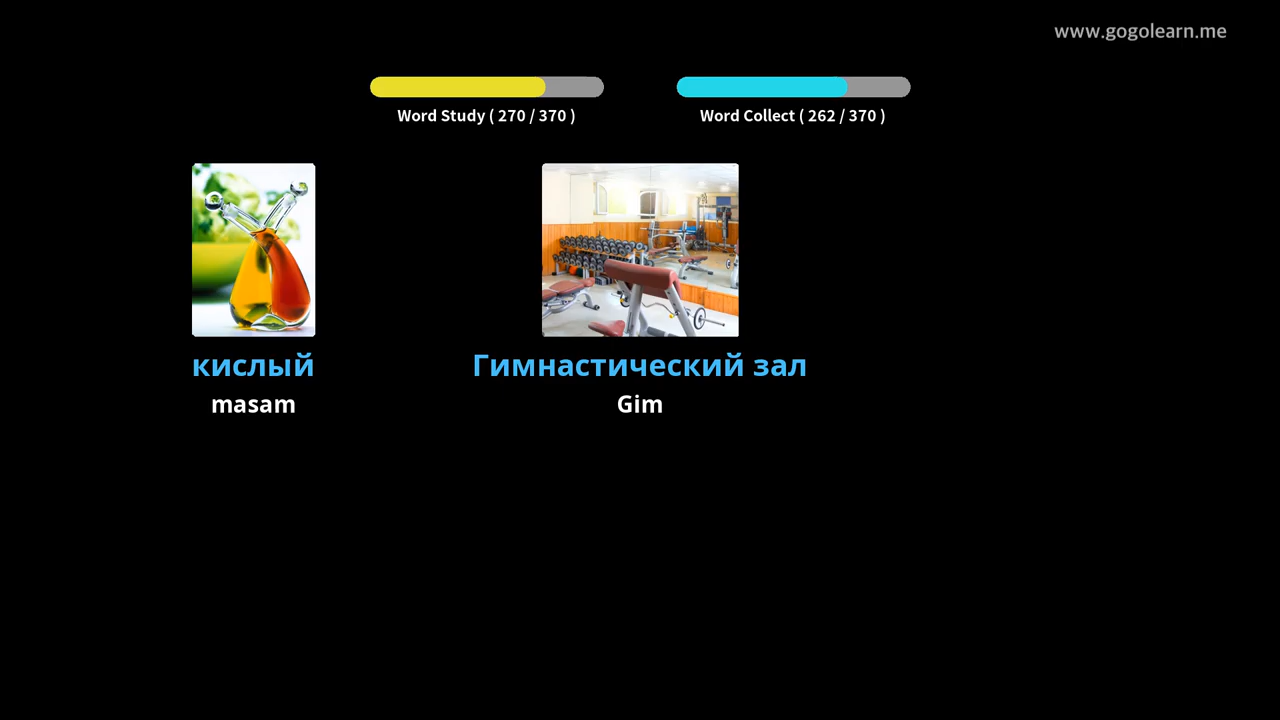 www.gogolearn.me
Word Study ( 270 / 370 )
Word Collect ( 262 / 370 )
кислый
masam
Гимнастический зал
Gim